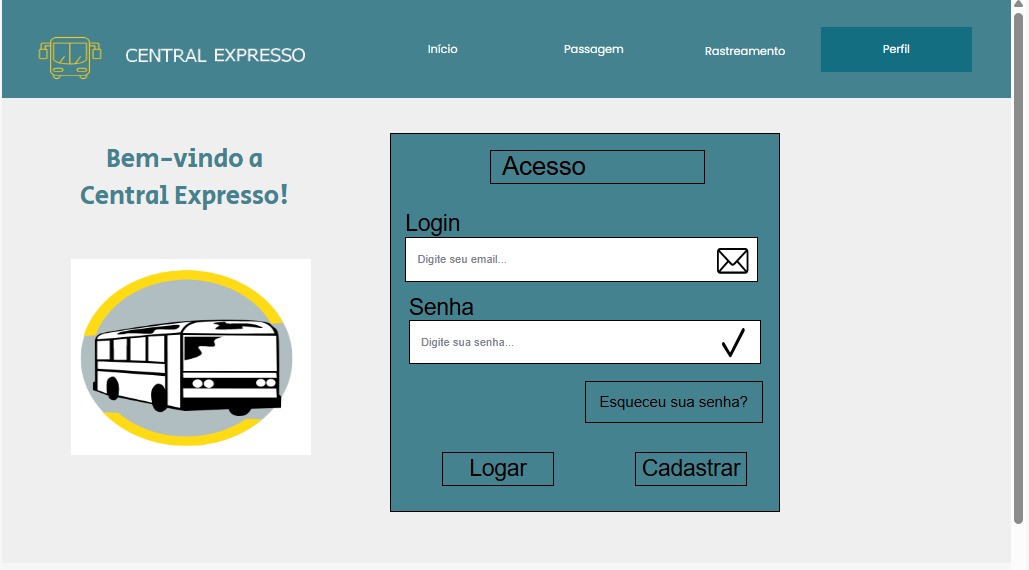 CENTRAL EXPRESSO
Início
Passagem
Rastreamento
Perfil
Bem-vindo a
Central Expresso!
Acesso
Login
Digite seu email...
Senha
Digite sua senha...
Esqueceu sua senha?
Logar
Cadastrar